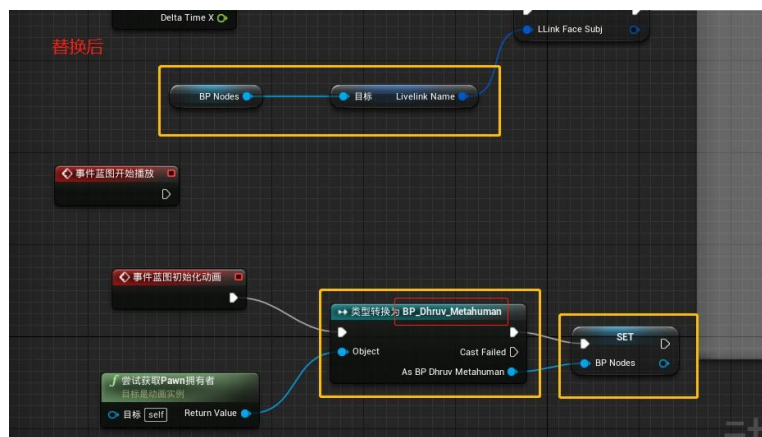 Delta Time X
LLink Face Subj
替换后
BP Nodes
目标 Livelink Name
事件蓝图开始播放
事件蓝图初始化动画
类型转换为 BP_Dhruv_Metahuman
SET
Object Cast Failed
BP Nodes
As BP Dhruv Metahuman
f 尝试获取Pawn拥有者
目标是动画实例
目标 self Return Value